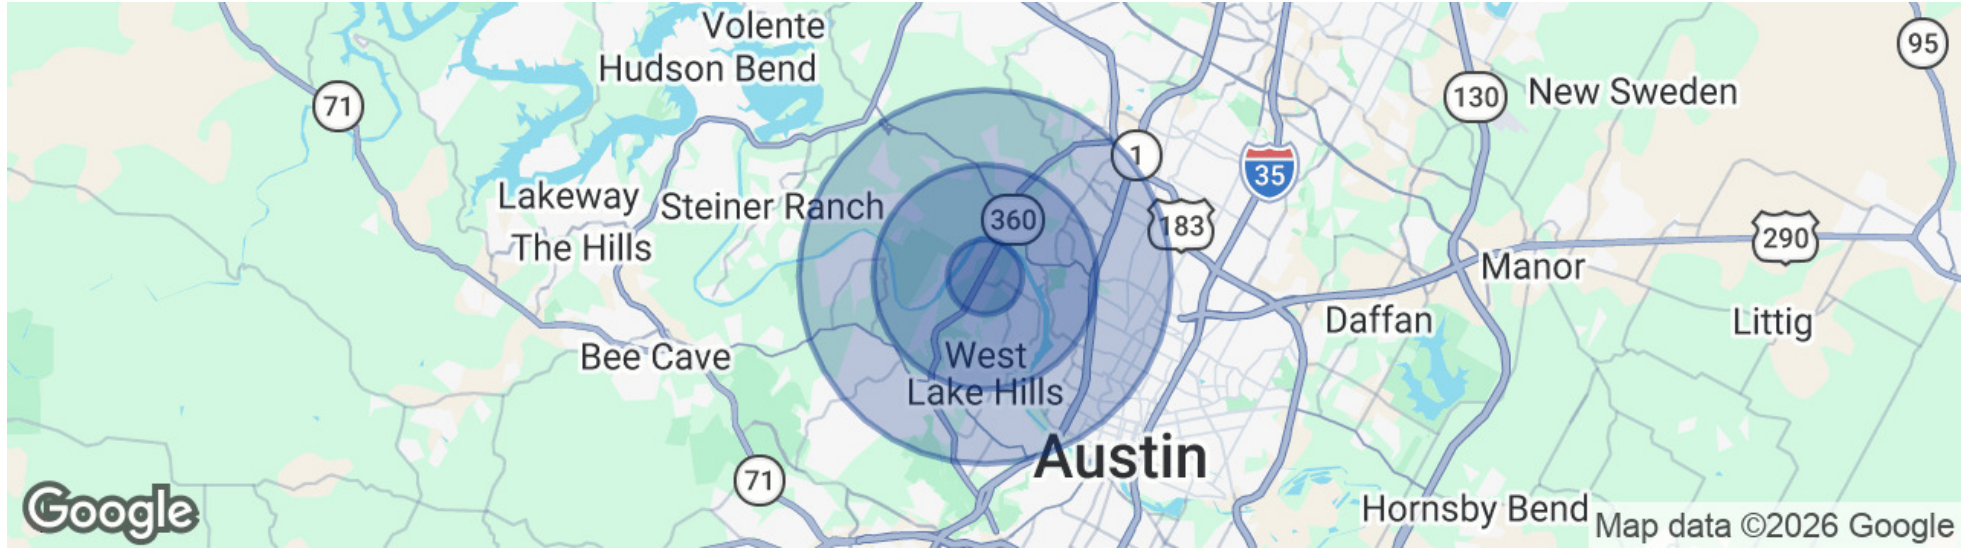 Volente
Hudson Bend
95
71
130
New Sweden
1
35
Lakeway
Steiner Ranch
360
183
290
The Hills
Manor
Daffan
Littig
Bee Cave
West
Lake Hills
Austin
71
Hornsby Bend
Google
Map data ©2026 Google